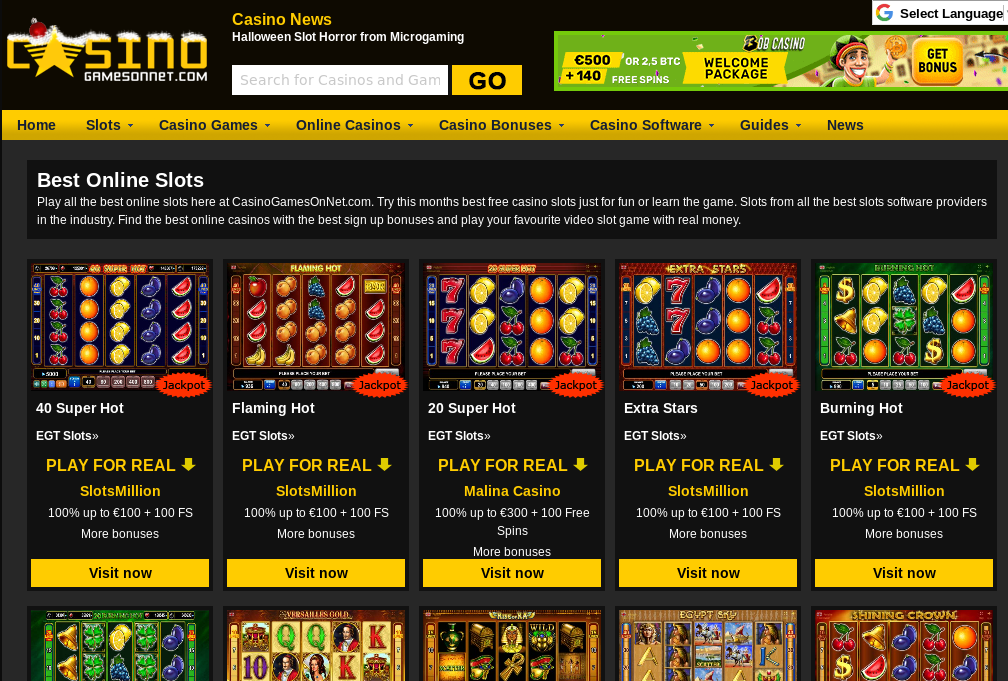 CASINO
GAMESONNET.COM
Casino News
Halloween Slot Horror from Microgaming
Search for Casinos and Gam
GO
Select Language
€500 OR 2,5 BTC
+ 140 FREE SPINS
BOB CASINO
WELCOME
PACKAGE
GET
BONUS
Home Slots Casino Games Online Casinos Casino Bonuses Casino Software Guides News
Best Online Slots
Play all the best online slots here at CasinoGamesOnNet.com. Try this months best free casino slots just for fun or learn the game. Slots from all the best slots software providers
in the industry. Find the best online casinos with the best sign up bonuses and play your favourite video slot game with real money.
40 SUPER HOT
Jackpot
40 Super Hot
EGT Slots»
PLAY FOR REAL
SlotsMillion
100% up to €100 + 100 FS
More bonuses
Visit now
FLAMING HOT
Jackpot
Flaming Hot
EGT Slots»
PLAY FOR REAL
SlotsMillion
100% up to €100 + 100 FS
More bonuses
Visit now
20 SUPER HOT
Jackpot
20 Super Hot
EGT Slots»
PLAY FOR REAL
Malina Casino
100% up to €300 + 100 Free
Spins
More bonuses
Visit now
EXTRA STARS
Jackpot
Extra Stars
EGT Slots»
PLAY FOR REAL
SlotsMillion
100% up to €100 + 100 FS
More bonuses
Visit now
BURNING HOT
Jackpot
Burning Hot
EGT Slots»
PLAY FOR REAL
SlotsMillion
100% up to €100 + 100 FS
More bonuses
Visit now
VERSAILLES GOLD
EGYPT SKY
SHINING CROWN